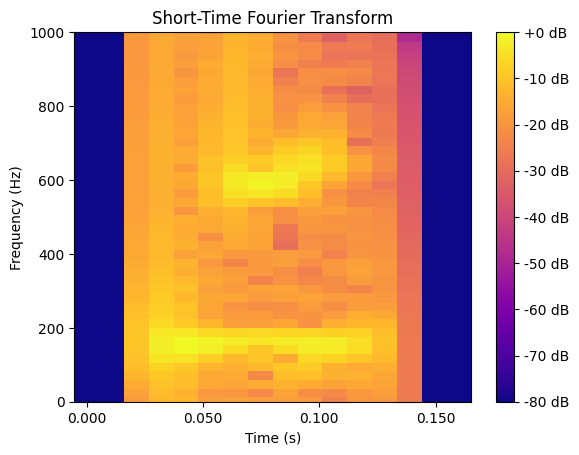 Short-Time Fourier Transform
1000
800
600
400
200
0
Frequency (Hz)
0.000
0.050
0.100
0.150
Time (s)
+0 dB
-10 dB
-20 dB
-30 dB
-40 dB
-50 dB
-60 dB
-70 dB
-80 dB